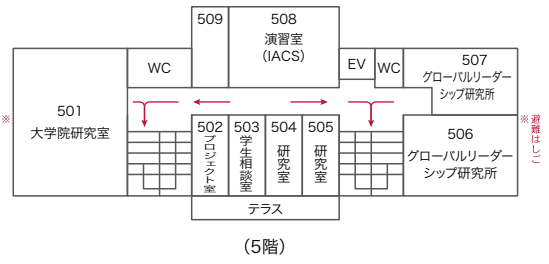 509
508
演習室
（IACS）
WC
EV
WC
507
グローバルリーダー
シップ研究所
※
501
大学院研究室
502
プロジェクト室
503
学生相談室
504
研究室
505
研究室
506
グローバルリーダー
シップ研究所
※避難はしご
テラス
（5階）